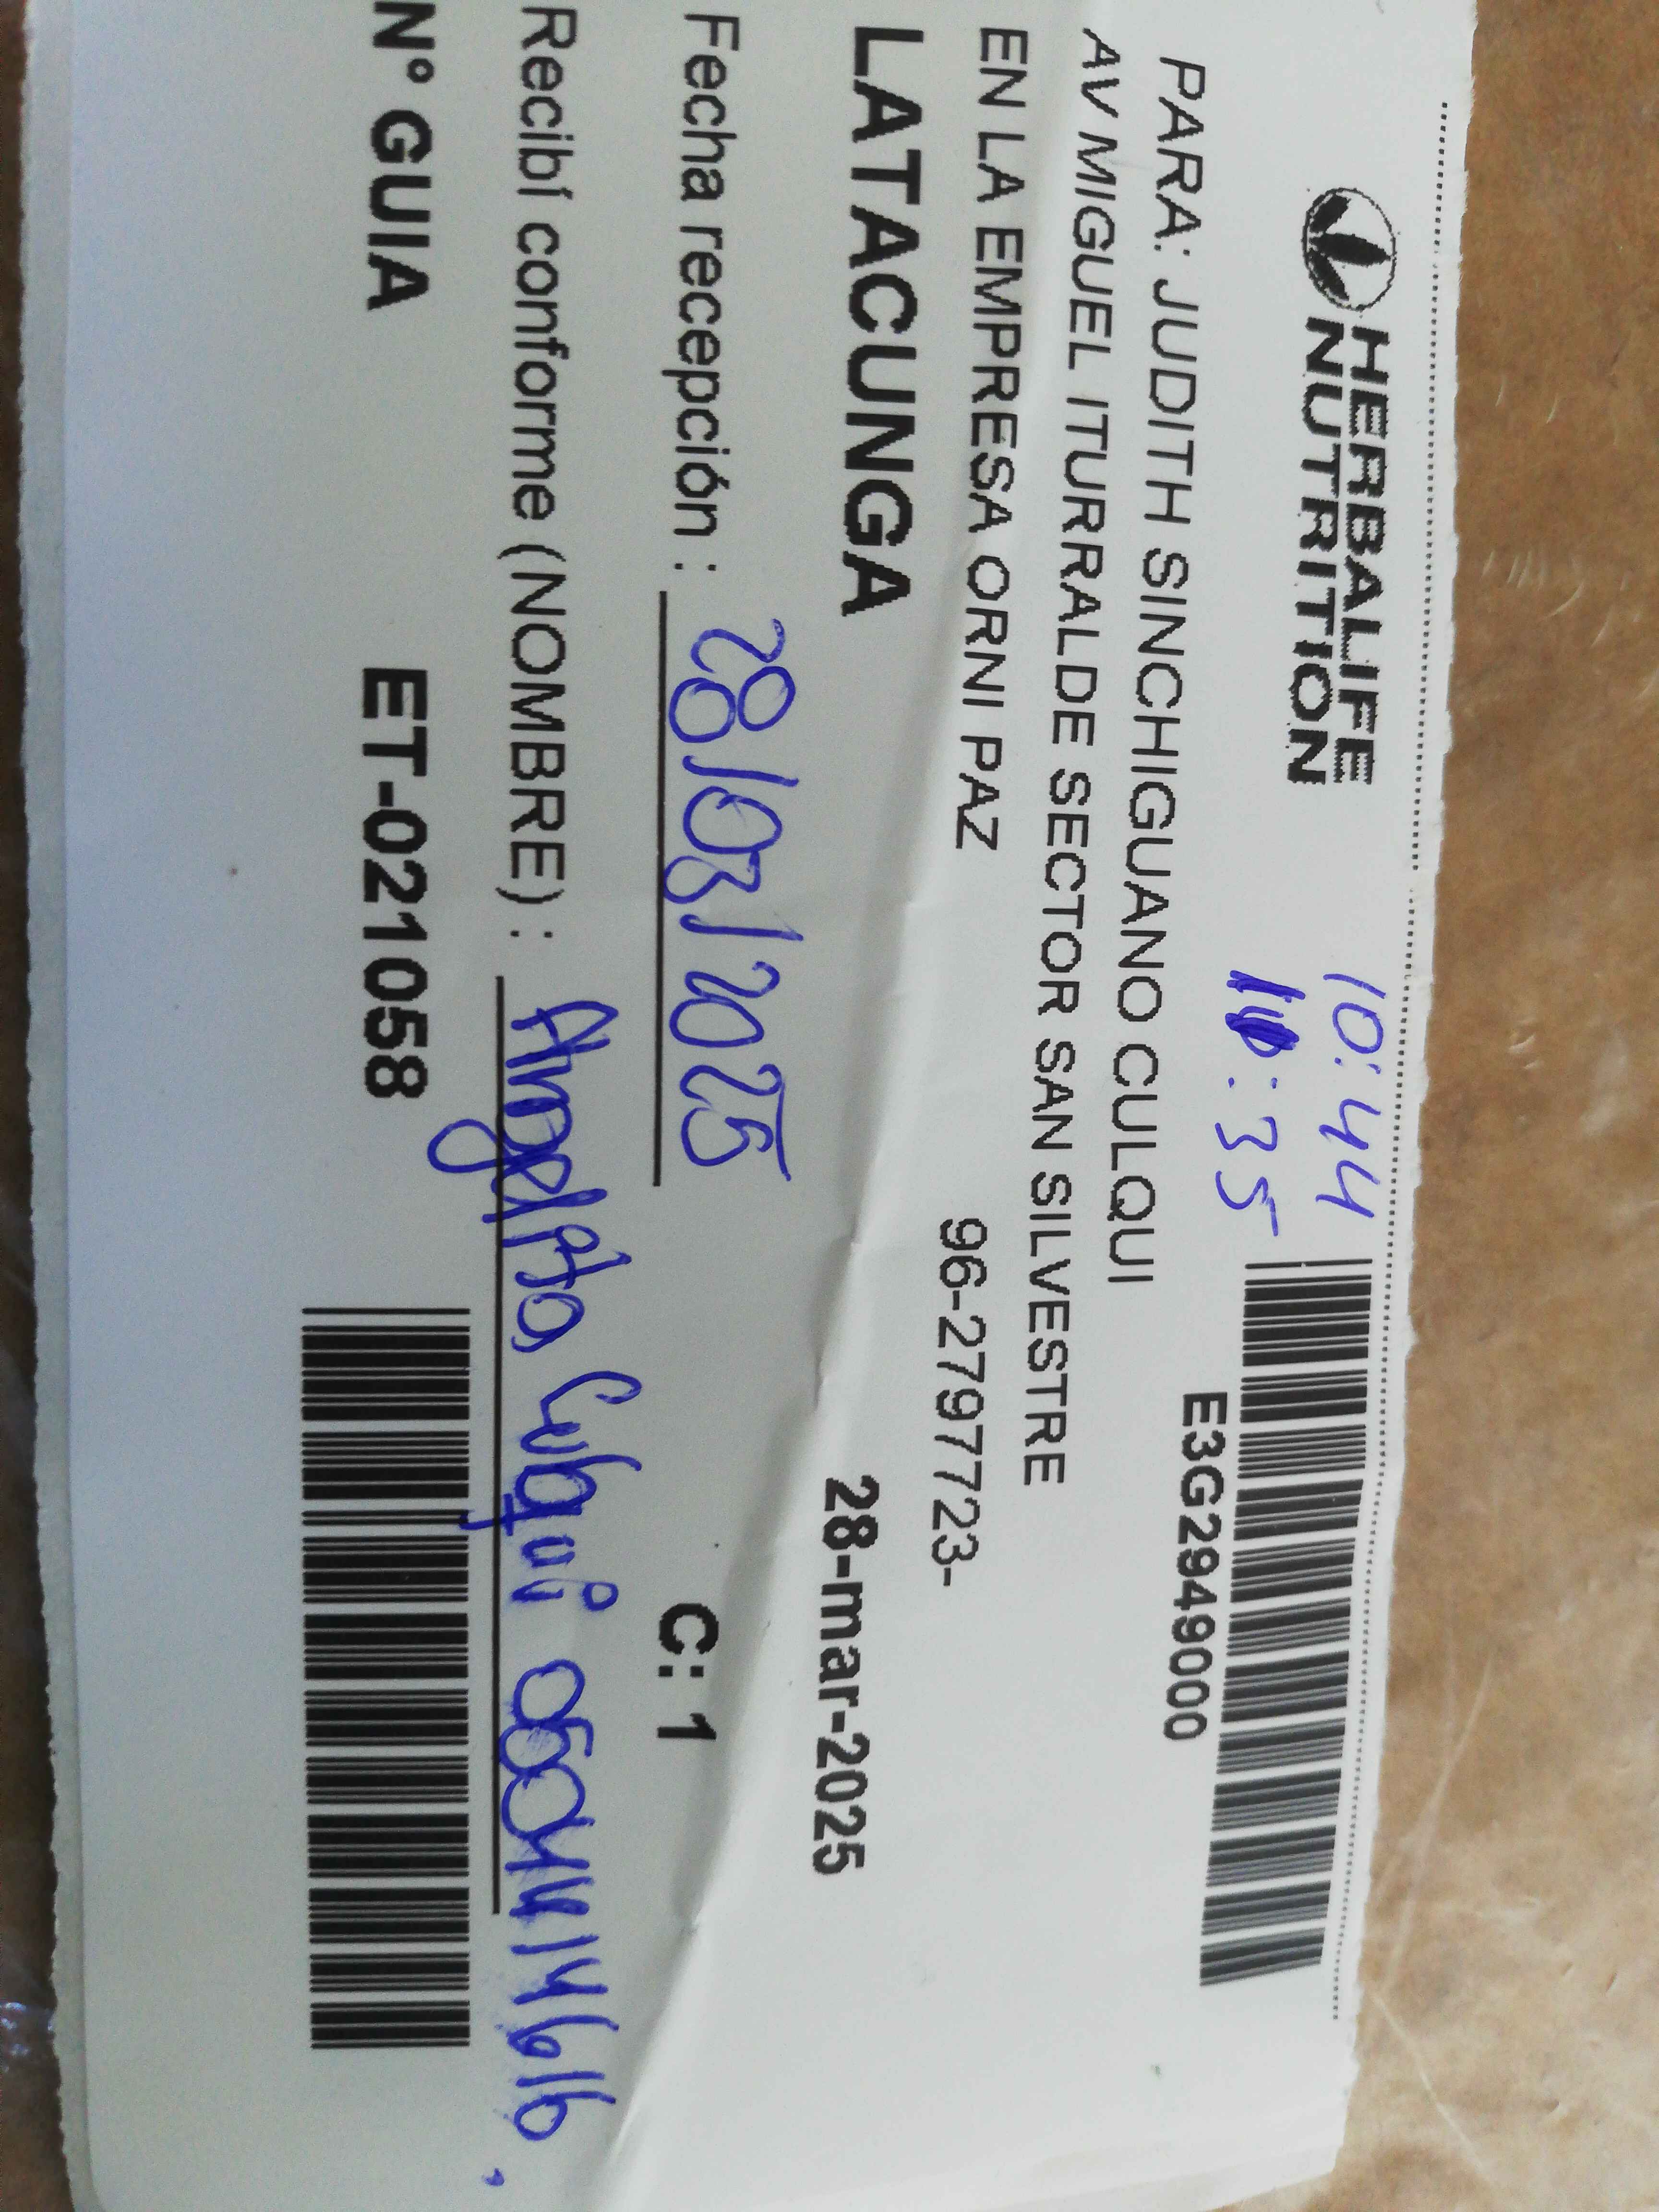 HERBALIFE
NUTRITION
10:44
:35
E3G2949000
PARA: JUDITH SINCHIGUANO CULQUI
AV MIGUEL ITURRALDE SECTOR SAN SILVESTRE
EN LA EMPRESA ORNI PAZ 96-2797723-
LATACUNGA 28-mar-2025
Fecha recepción : 28/03/2025 C: 1
Recibí conforme (NOMBRE) : Angelita Culqui
N° GUIA ET-021058